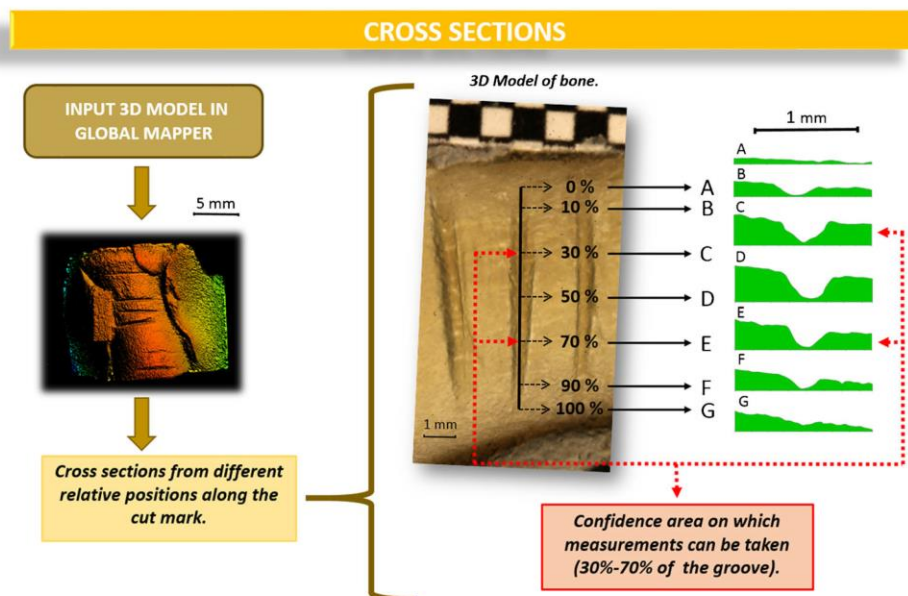 CROSS SECTIONS
INPUT 3D MODEL IN
GLOBAL MAPPER
5 mm
Cross sections from different
relative positions along the
cut mark.
3D Model of bone.
0 % A
10 % B
30 % C
50 % D
70 % E
90 % F
100 % G
1 mm
1 mm
A
B
C
D
E
F
G
Confidence area on which
measurements can be taken
(30%-70% of the groove).